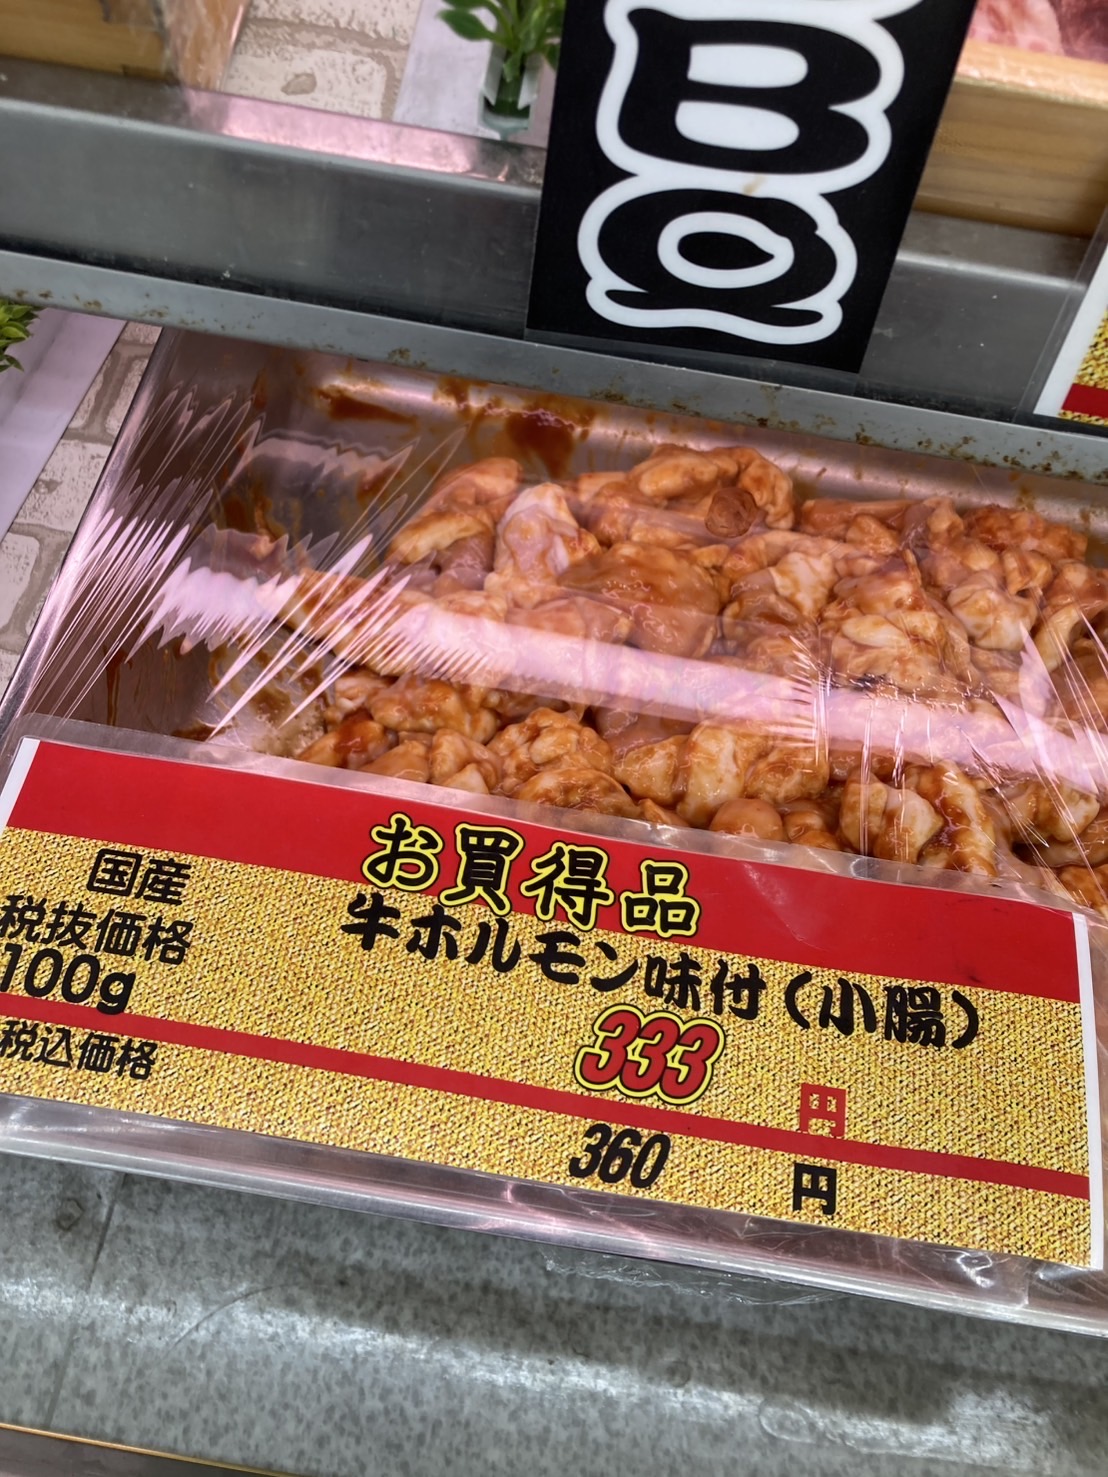 BQ
お買得品
国産
牛ホルモン味付（小腸）
税抜価格
100g
333
円
税込価格
360
円